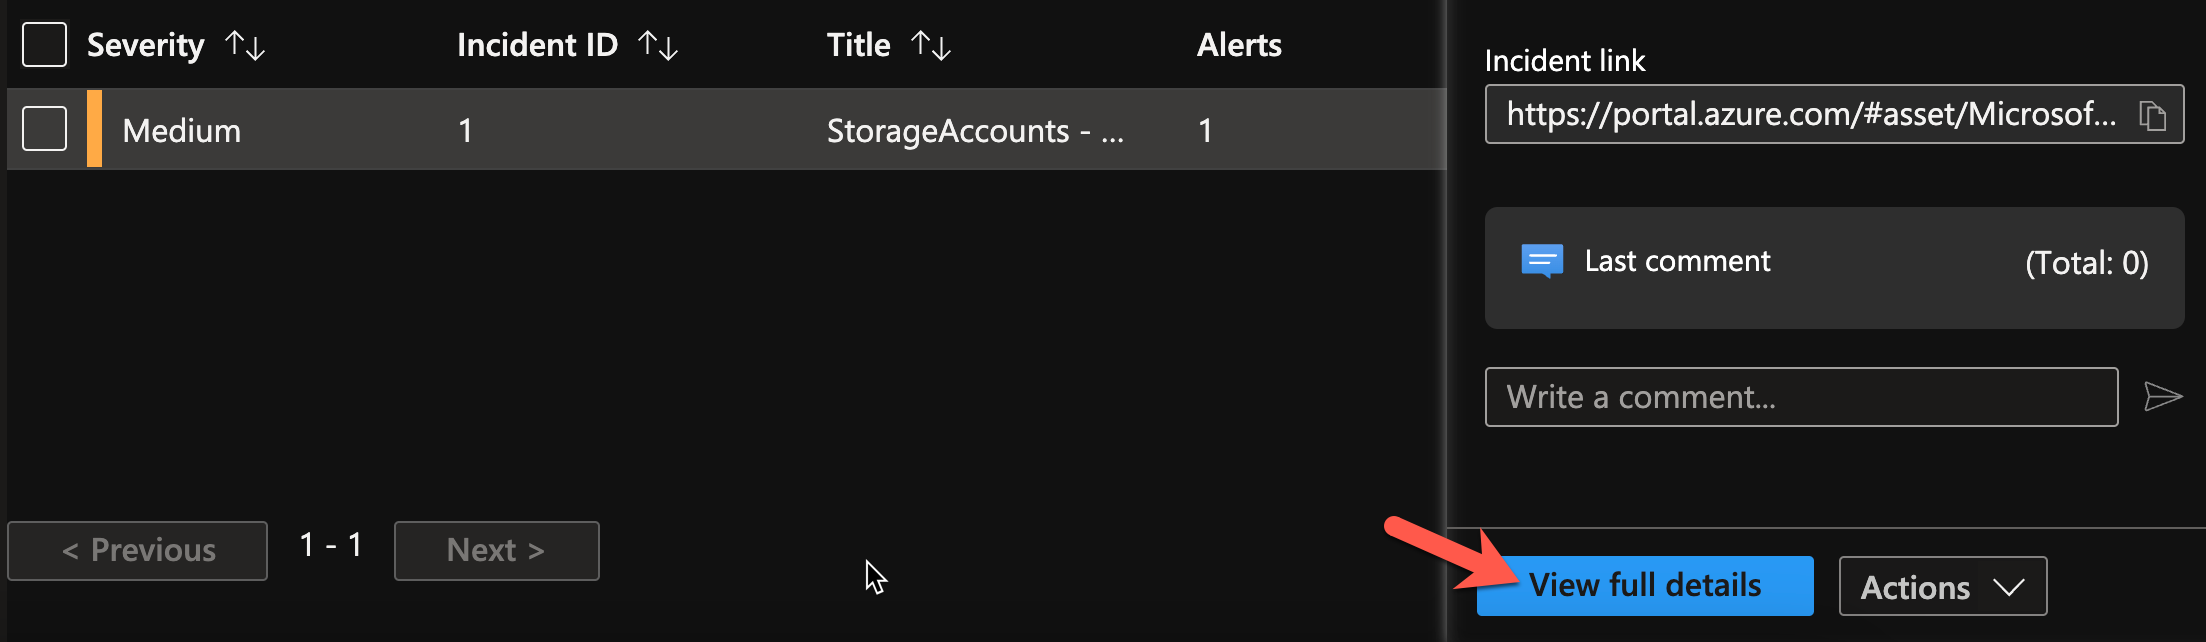 Severity ↑↓ Incident ID ↑↓ Title ↑↓ Alerts
Medium 1 StorageAccounts - ... 1
< Previous 1 - 1 Next >
Incident link
https://portal.azure.com/#asset/Microsof...
Last comment (Total: 0)
Write a comment...
View full details Actions